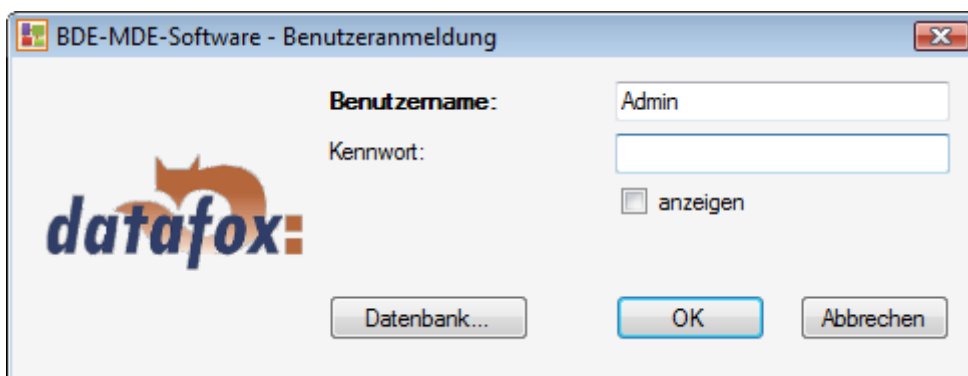 BDE-MDE-Software - Benutzeranmeldung
Benutzername: Admin
Kennwort:
anzeigen
datafox:
Datenbank... OK Abbrechen